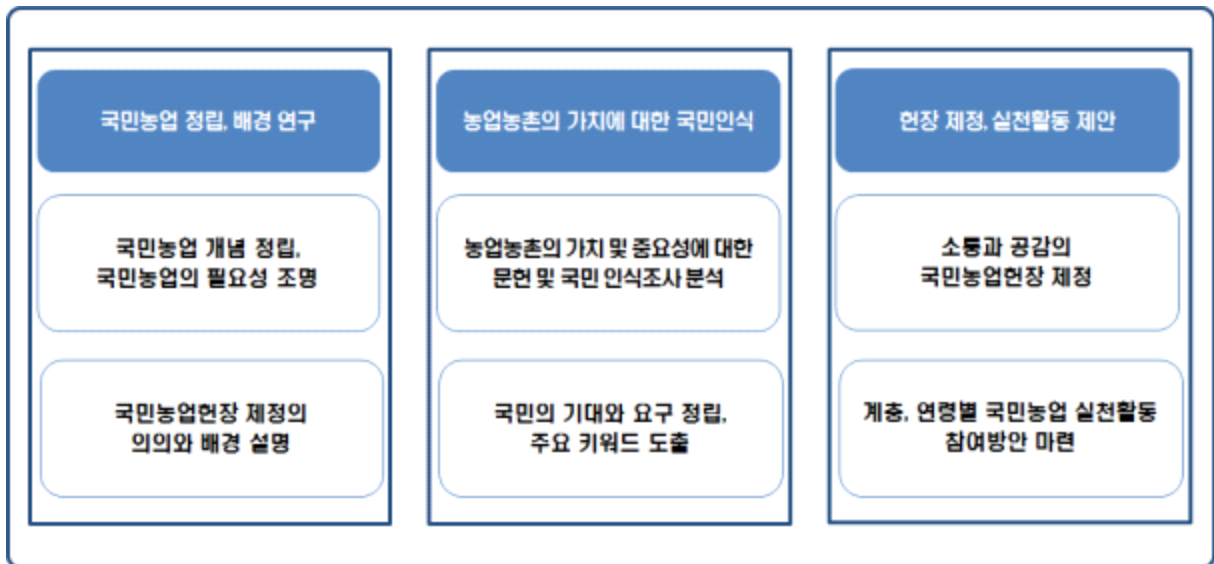 국민농업 정립, 배경 연구
국민농업 개념 정립,
국민농업의 필요성 조명
국민농업헌장 제정의
의의와 배경 설명
농업농촌의 가치에 대한 국민인식
농업농촌의 가치 및 중요성에 대한
문헌 및 국민 인식조사 분석
국민의 기대와 요구 정립,
주요 키워드 도출
헌장 제정, 실천활동 제안
소통과 공감의
국민농업헌장 제정
계층, 연령별 국민농업 실천활동
참여방안 마련